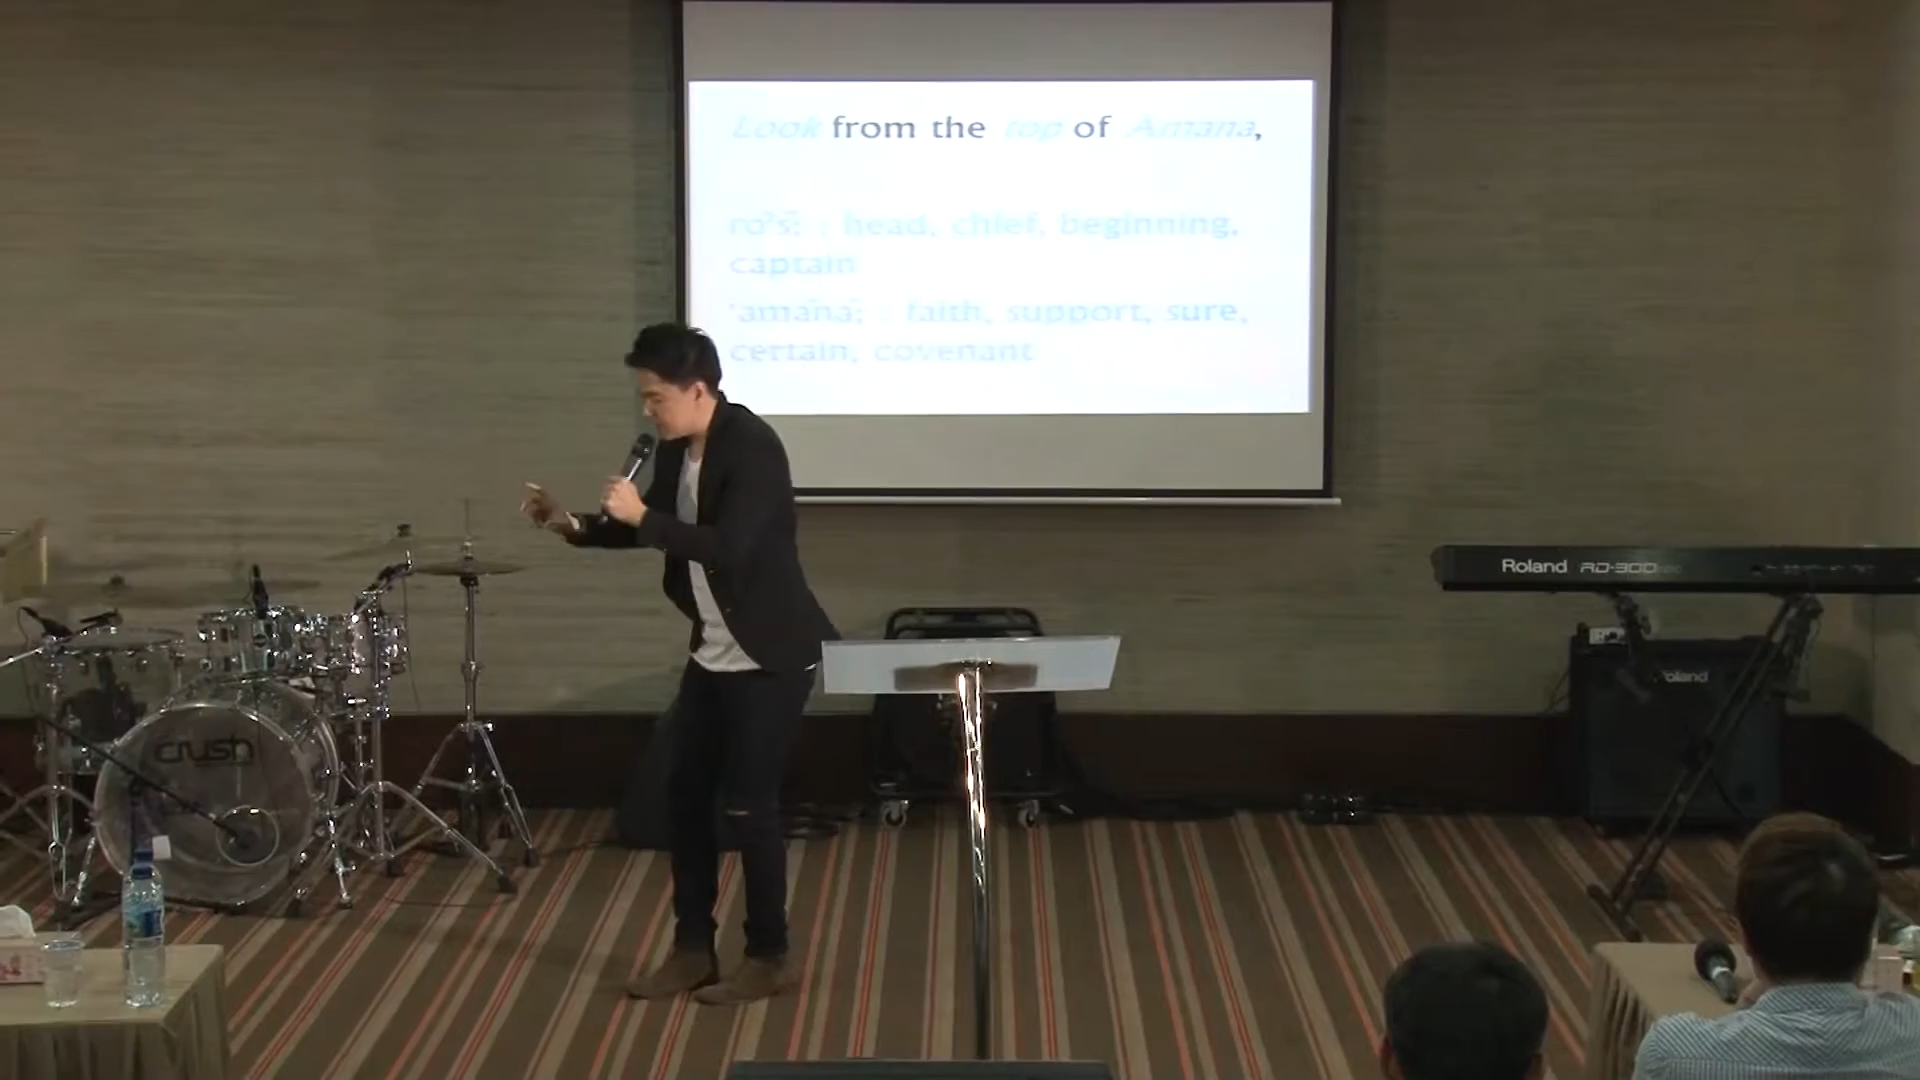 Look from the top of Amana,
ro'š: : head, chief, beginning,
captain
'amānâ; : faith, support, sure,
certain, covenant
Roland RD-300
Roland
crush